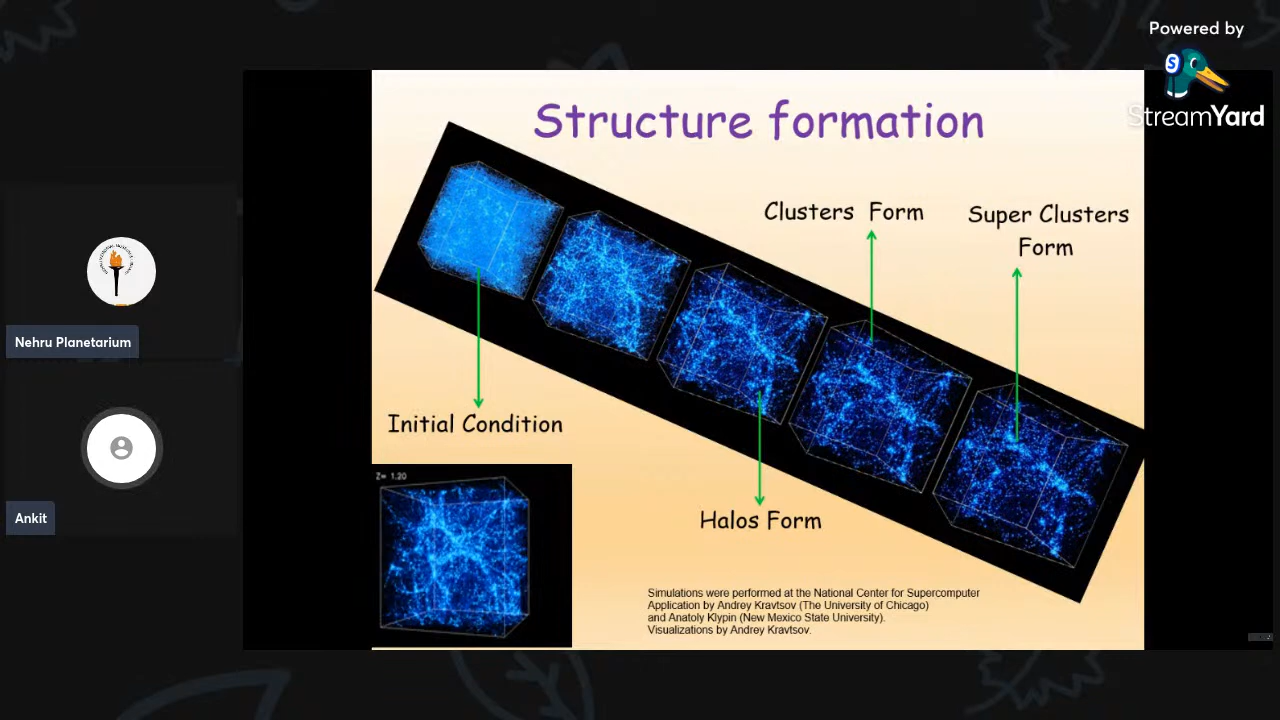 Powered by
StreamYard
Structure formation
Clusters Form
Super Clusters
Form
Initial Condition
Z= 1.20
Halos Form
Simulations were performed at the National Center for Supercomputer
Application by Andrey Kravtsov (The University of Chicago)
and Anatoly Klypin (New Mexico State University).
Visualizations by Andrey Kravtsov.
Nehru Planetarium
Ankit